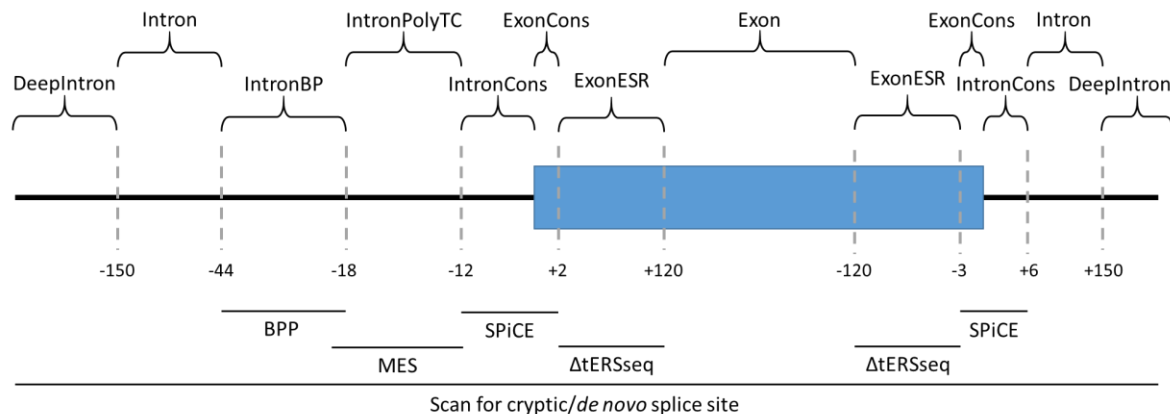 Intron IntronPolyTC ExonCons Exon ExonCons Intron
DeepIntron IntronBP IntronCons ExonESR ExonESR IntronCons DeepIntron
-150 -44 -18 -12 +2 +120 -120 -3 +6 +150
BPP SPiCE SPiCE
MES ΔtERSseq ΔtERSseq
Scan for cryptic/de novo splice site